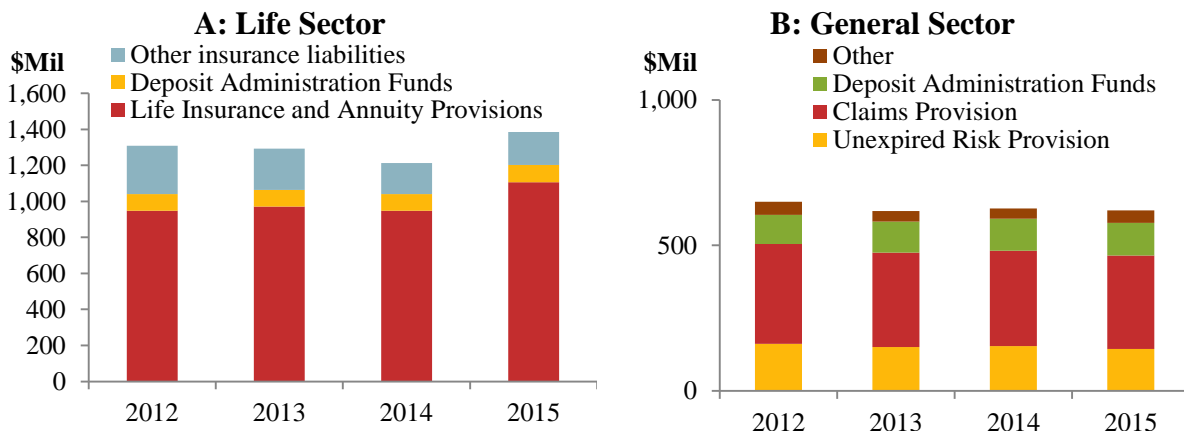 A: Life Sector
$Mil
Other insurance liabilities
Deposit Administration Funds
Life Insurance and Annuity Provisions
1,600
1,400
1,200
1,000
800
600
400
200
0
2012 2013 2014 2015
B: General Sector
$Mil
Other
Deposit Administration Funds
Claims Provision
Unexpired Risk Provision
1,000
500
0
2012 2013 2014 2015